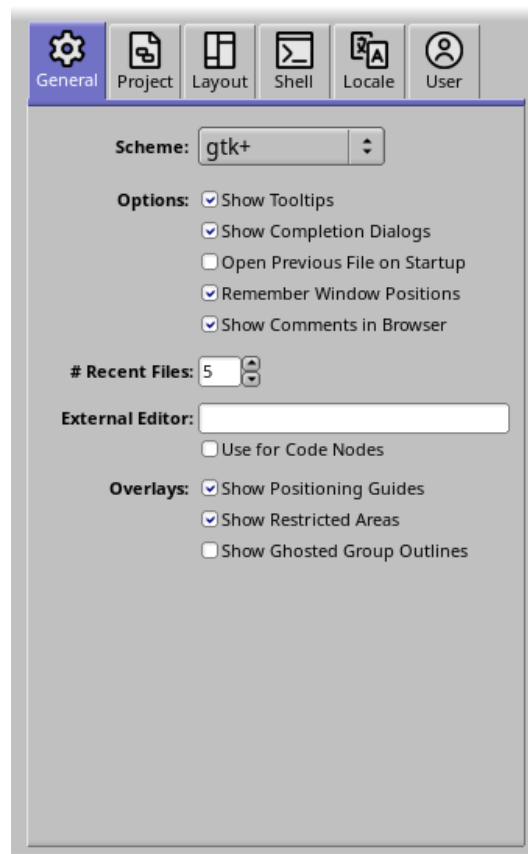 General Project Layout Shell Locale User
Scheme: gtk+
Options: Show Tooltips
Show Completion Dialogs
Open Previous File on Startup
Remember Window Positions
Show Comments in Browser
# Recent Files: 5
External Editor:
Use for Code Nodes
Overlays: Show Positioning Guides
Show Restricted Areas
Show Ghosted Group Outlines